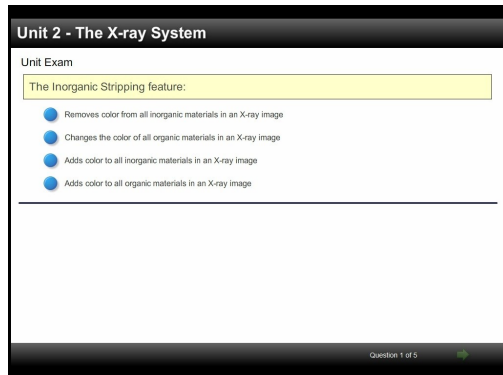 Unit 2 - The X-ray System
Unit Exam
The Inorganic Stripping feature:
Removes color from all inorganic materials in an X-ray image
Changes the color of all organic materials in an X-ray image
Adds color to all inorganic materials in an X-ray image
Adds color to all organic materials in an X-ray image
Question 1 of 5